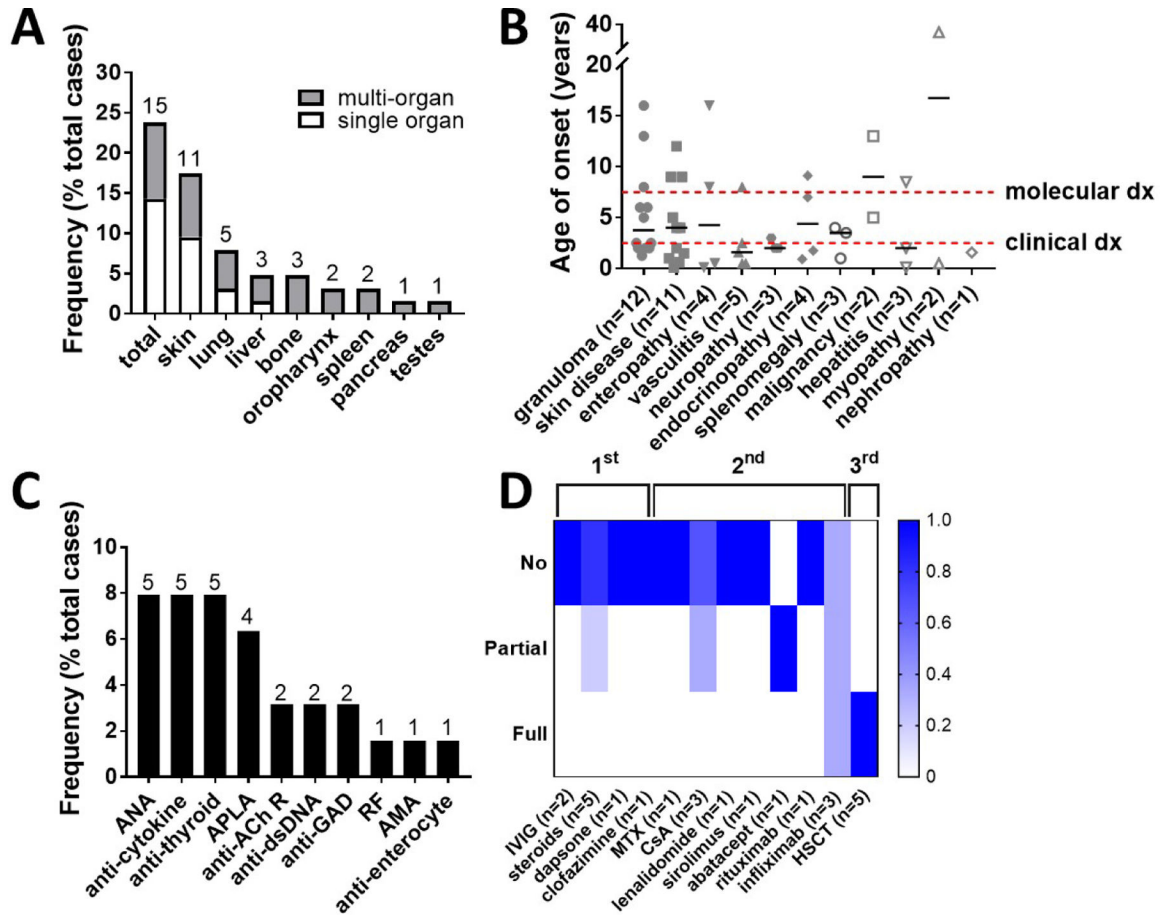 A
Frequency (% total cases)
30
25
20
15
10
5
0
15
11
5
3
3
2
2
1
1
multi-organ
single organ
total
skin
lung
liver
bone
oropharynx
spleen
pancreas
testes
B
Age of onset (years)
40
20
15
10
5
0
molecular dx
clinical dx
granuloma (n=12)
skin disease (n=11)
enteropathy (n=4)
vasculitis (n=5)
neuropathy (n=3)
endocrinopathy (n=4)
splenomegaly (n=3)
malignancy (n=2)
hepatitis (n=3)
myopathy (n=2)
nephropathy (n=1)
C
Frequency (% total cases)
10
8
6
4
2
0
5
5
5
4
2
2
2
1
1
1
ANA
anti-cytokine
anti-thyroid
APLA
anti-ACh R
anti-dsDNA
anti-GAD
RF
AMA
anti-enterocyte
D
1st
2nd
3rd
No
Partial
Full
1.0
0.8
0.6
0.4
0.2
0
IVIG (n=2)
steroids (n=5)
dapsone (n=1)
clofazimine (n=1)
MTX (n=1)
CsA (n=3)
lenalidomide (n=1)
sirolimus (n=1)
abatacept (n=1)
rituximab (n=1)
infliximab (n=3)
HSCT (n=5)